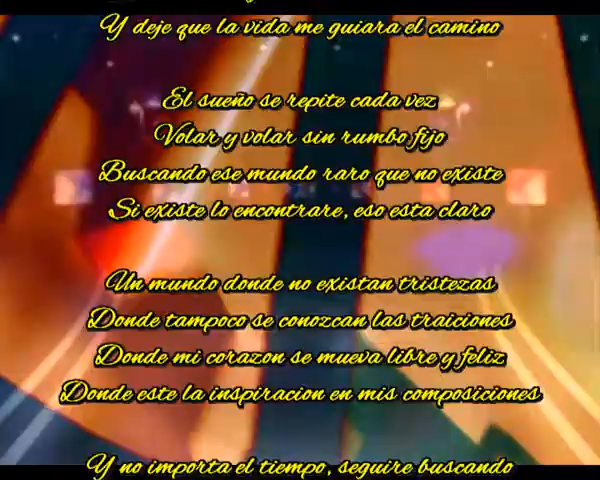 Y deje que la vida me guiara el camino
El sueño se repite cada vez
Volar y volar sin rumbo fijo
Buscando ese mundo raro que no existe
Si existe lo encontrare, eso esta claro
Un mundo donde no existan tristezas
Donde tampoco se conozcan las traiciones
Donde mi corazon se mueva libre y feliz
Donde este la inspiracion en mis composiciones
Y no importa el tiempo, seguire buscando